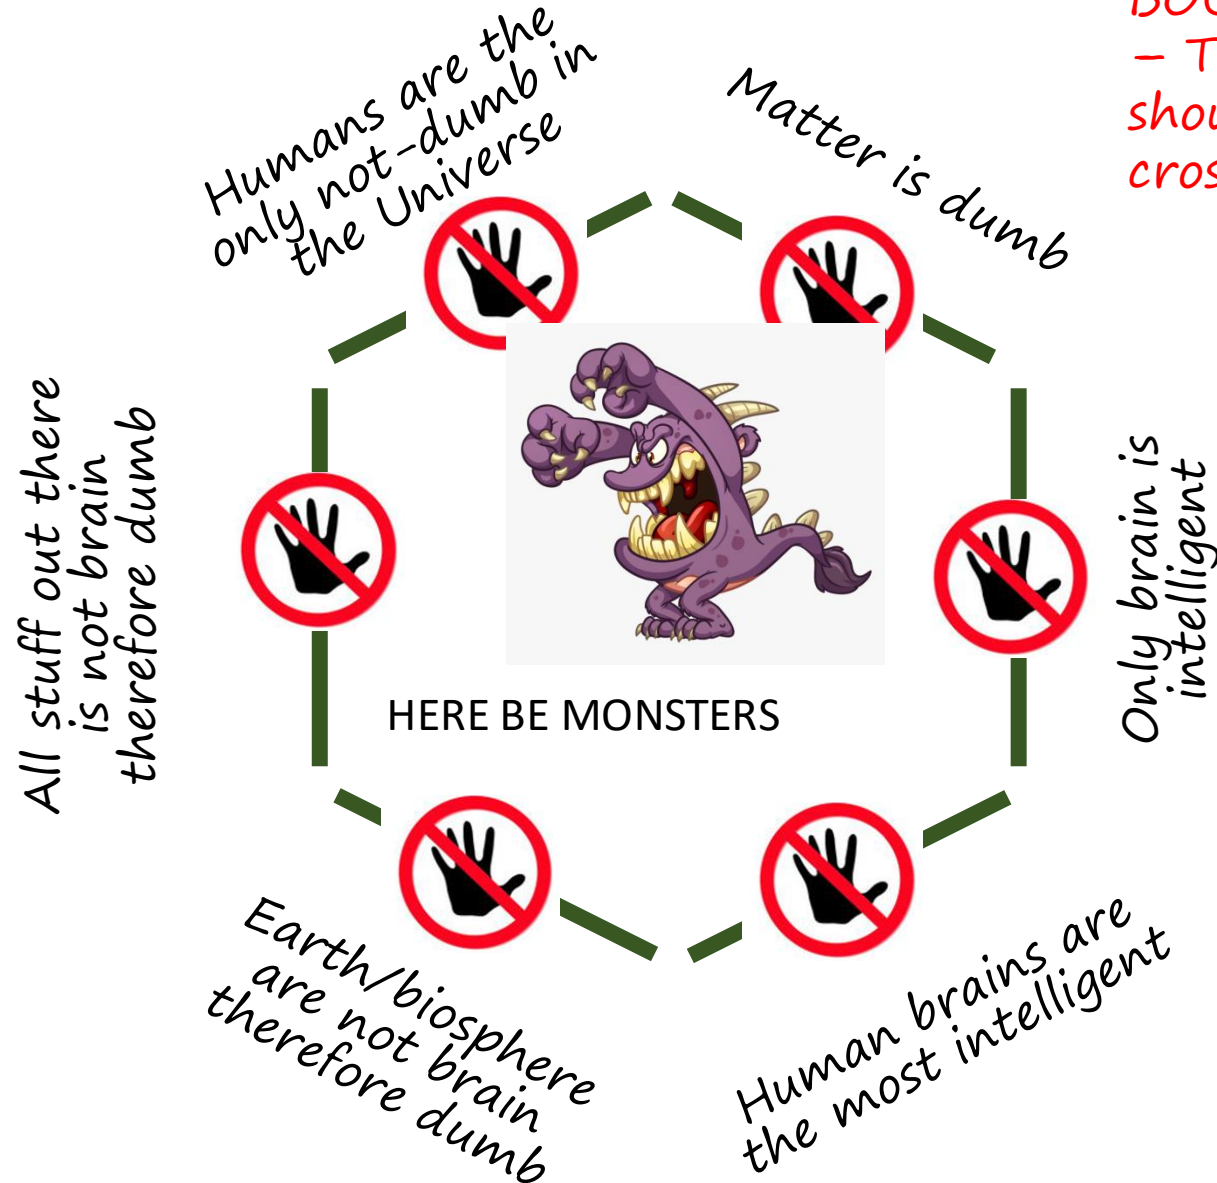 Humans are the
only not-dumb in
the Universe
Matter is dumb
– T
Only brain is
intelligent
Human brains are
the most intelligent
Earth/biosphere
are not brain
therefore dumb
All stuff out there
is not brain
therefore dumb
HERE BE MONSTERS